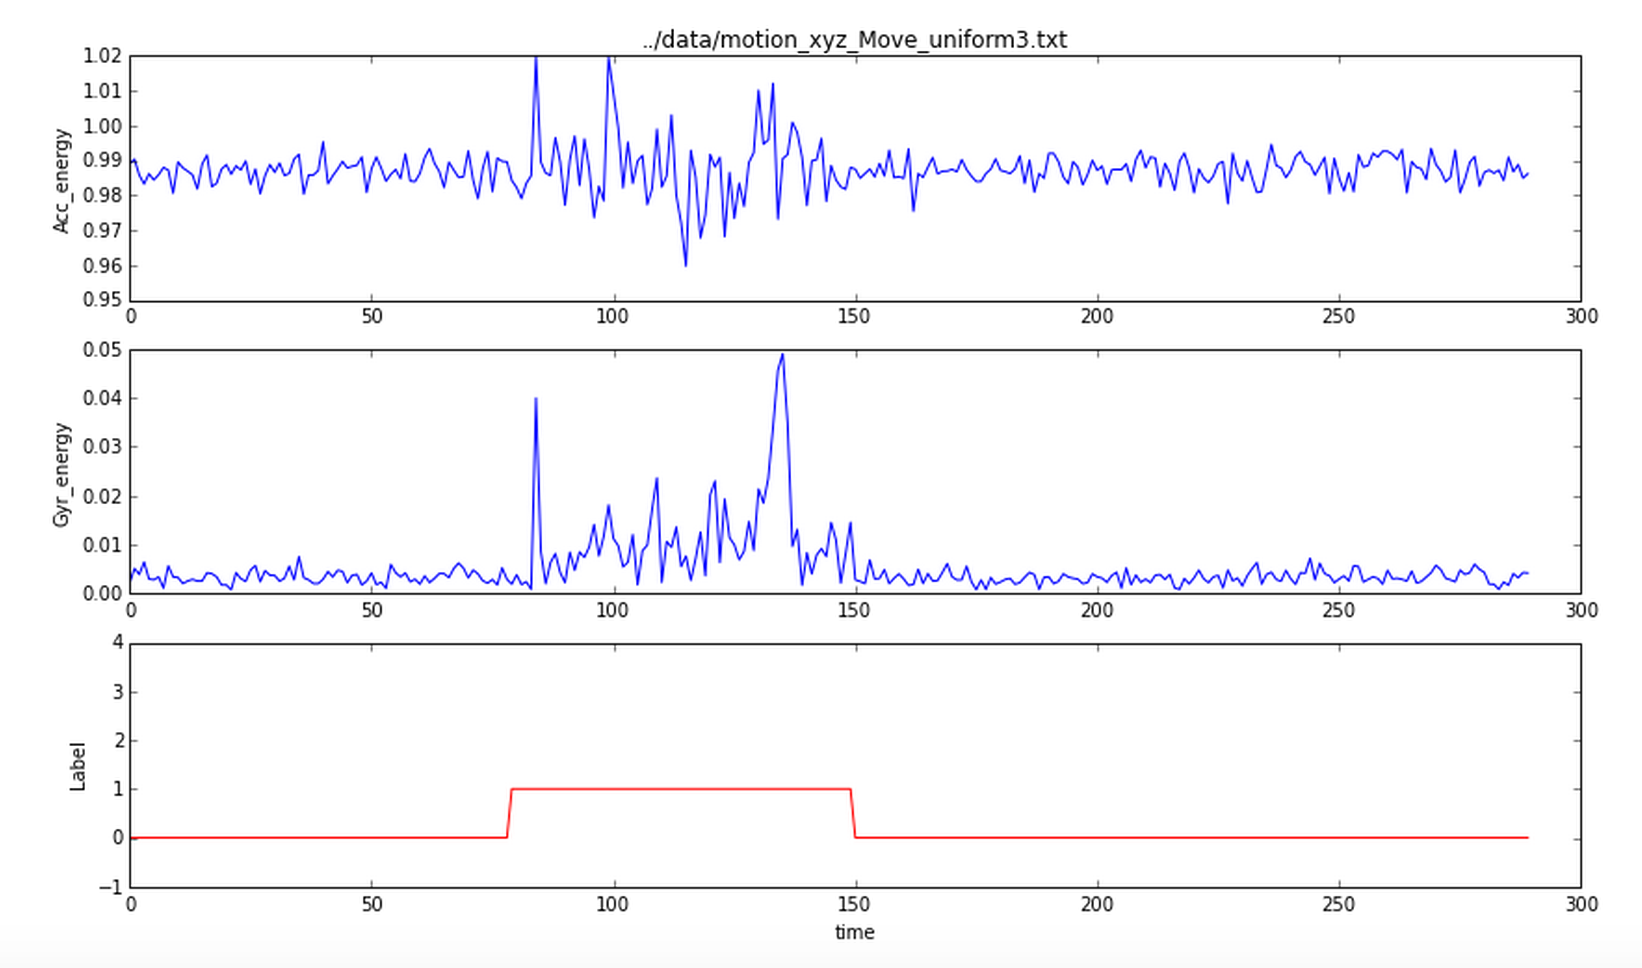 ../data/motion_xyz_Move_uniform3.txt
1.02
1.01
1.00
0.99
0.98
0.97
0.96
0.95
Acc_energy
0 50 100 150 200 250 300
0.05
0.04
0.03
0.02
0.01
0.00
Gyr_energy
0 50 100 150 200 250 300
4
3
2
1
0
−1
Label
0 50 100 150 200 250 300
time